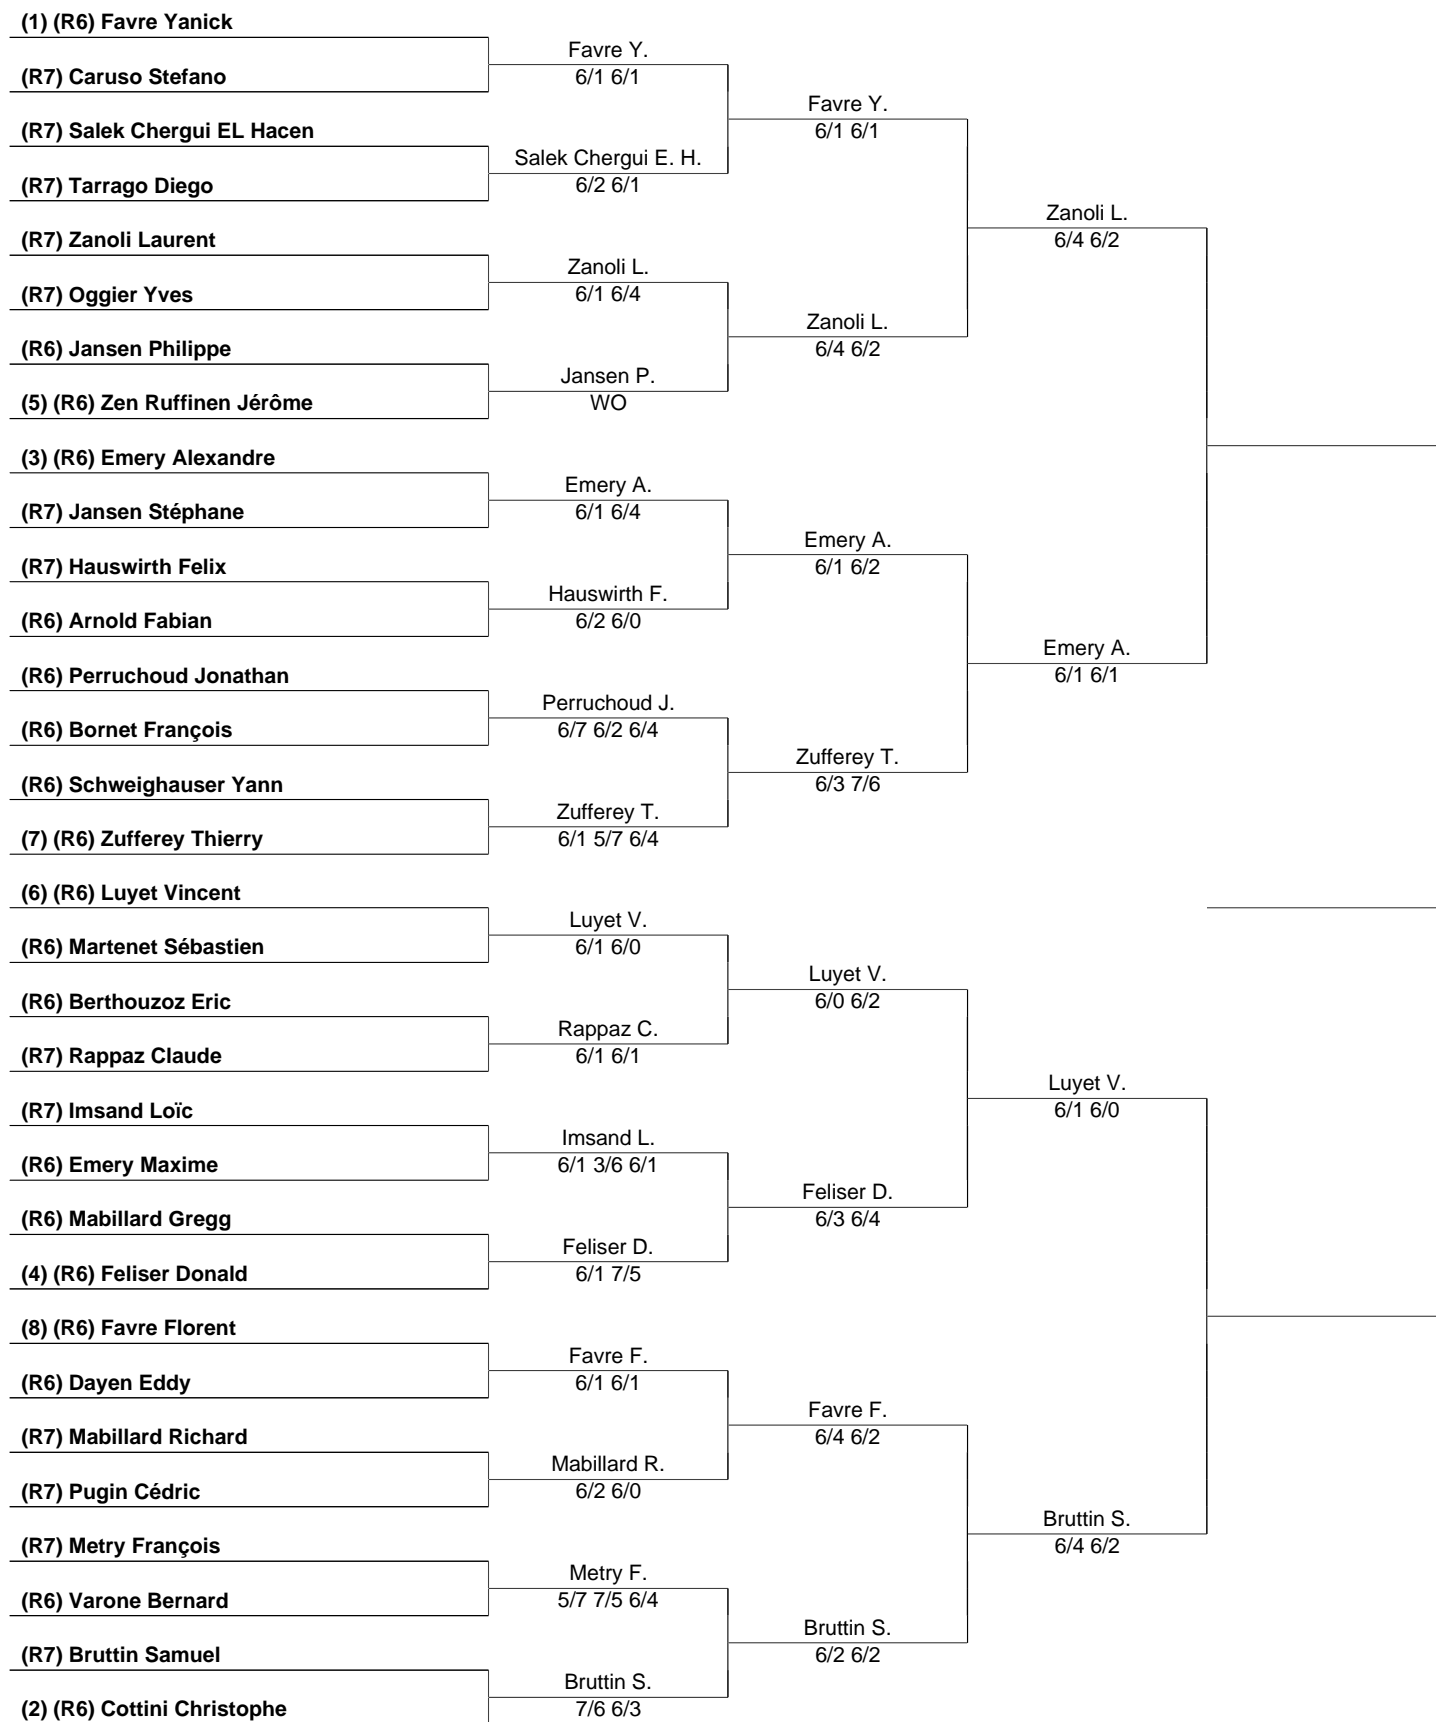 (1) (R6) Favre Yanick
Favre Y.
(R7) Caruso Stefano
6/1 6/1
Favre Y.
(R7) Salek Chergui EL Hacen
6/1 6/1
Salek Chergui E. H.
(R7) Tarrago Diego
6/2 6/1
Zanoli L.
(R7) Zanoli Laurent
6/4 6/2
Zanoli L.
(R7) Oggier Yves
6/1 6/4
Zanoli L.
(R6) Jansen Philippe
6/4 6/2
Jansen P.
(5) (R6) Zen Ruffinen Jérôme
WO
(3) (R6) Emery Alexandre
Emery A.
(R7) Jansen Stéphane
6/1 6/4
Emery A.
(R7) Hauswirth Felix
6/1 6/2
Hauswirth F.
(R6) Arnold Fabian
6/2 6/0
Emery A.
(R6) Perruchoud Jonathan
6/1 6/1
Perruchoud J.
(R6) Bornet François
6/7 6/2 6/4
Zufferey T.
(R6) Schweighauser Yann
6/3 7/6
Zufferey T.
(7) (R6) Zufferey Thierry
6/1 5/7 6/4
(6) (R6) Luyet Vincent
Luyet V.
(R6) Martenet Sébastien
6/1 6/0
Luyet V.
(R6) Berthouzoz Eric
6/0 6/2
Rappaz C.
(R7) Rappaz Claude
6/1 6/1
Luyet V.
(R7) Imsand Loïc
6/1 6/0
Imsand L.
(R6) Emery Maxime
6/1 3/6 6/1
Feliser D.
(R6) Mabillard Gregg
6/3 6/4
Feliser D.
(4) (R6) Feliser Donald
6/1 7/5
(8) (R6) Favre Florent
Favre F.
(R6) Dayen Eddy
6/1 6/1
Favre F.
(R7) Mabillard Richard
6/4 6/2
Mabillard R.
(R7) Pugin Cédric
6/2 6/0
Bruttin S.
(R7) Metry François
6/4 6/2
Metry F.
(R6) Varone Bernard
5/7 7/5 6/4
Bruttin S.
(R7) Bruttin Samuel
6/2 6/2
Bruttin S.
(2) (R6) Cottini Christophe
7/6 6/3